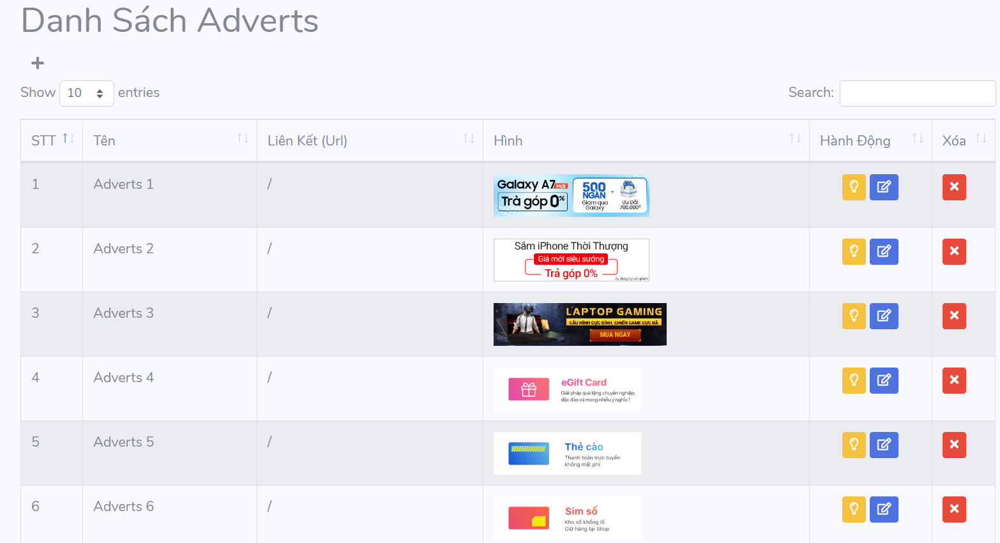 Danh Sách Adverts
+
Show 10 entries
Search:
STT Tên Liên Kết (Url) Hình Hành Động Xóa
1 Adverts 1 /
Galaxy A7 Mới
Trả góp 0%
500 NGÀN
Giảm qua Galaxy
+
Ưu Đãi 700.000đ
2 Adverts 2 /
Sắm iPhone Thời Thượng
Giá mới siêu sướng
Trả góp 0%
Áp dụng tuỳ sản phẩm
3 Adverts 3 /
LAPTOP GAMING
CẤU HÌNH CỰC ĐỈNH, CHIẾN GAME CỰC ĐÃ
MUA NGAY
4 Adverts 4 /
eGift Card
Giải pháp quà tặng chuyên nghiệp,
độc đáo và mang nhiều ý nghĩa !
5 Adverts 5 /
Thẻ cào
Thanh toán trực tuyến
không mất phí
6 Adverts 6 /
Sim số
Kho số khổng lồ
Giữ hàng tại Shop